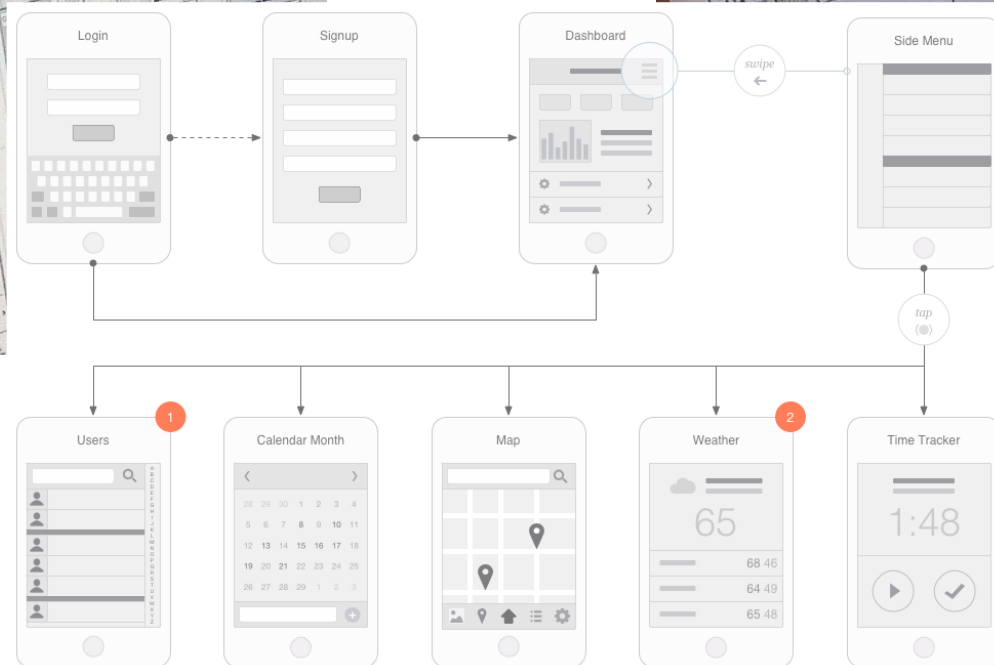 Login
Signup
Dashboard
Side Menu
swipe
tap
1
2
Users
Calendar Month
Map
Weather
Time Tracker
28 29 30 1 2 3 4
5 6 7 8 9 10 11
12 13 14 15 16 17 18
19 20 21 22 23 24 25
26 27 28 29 1 2 3
65
68 46
64 49
65 48
1:48